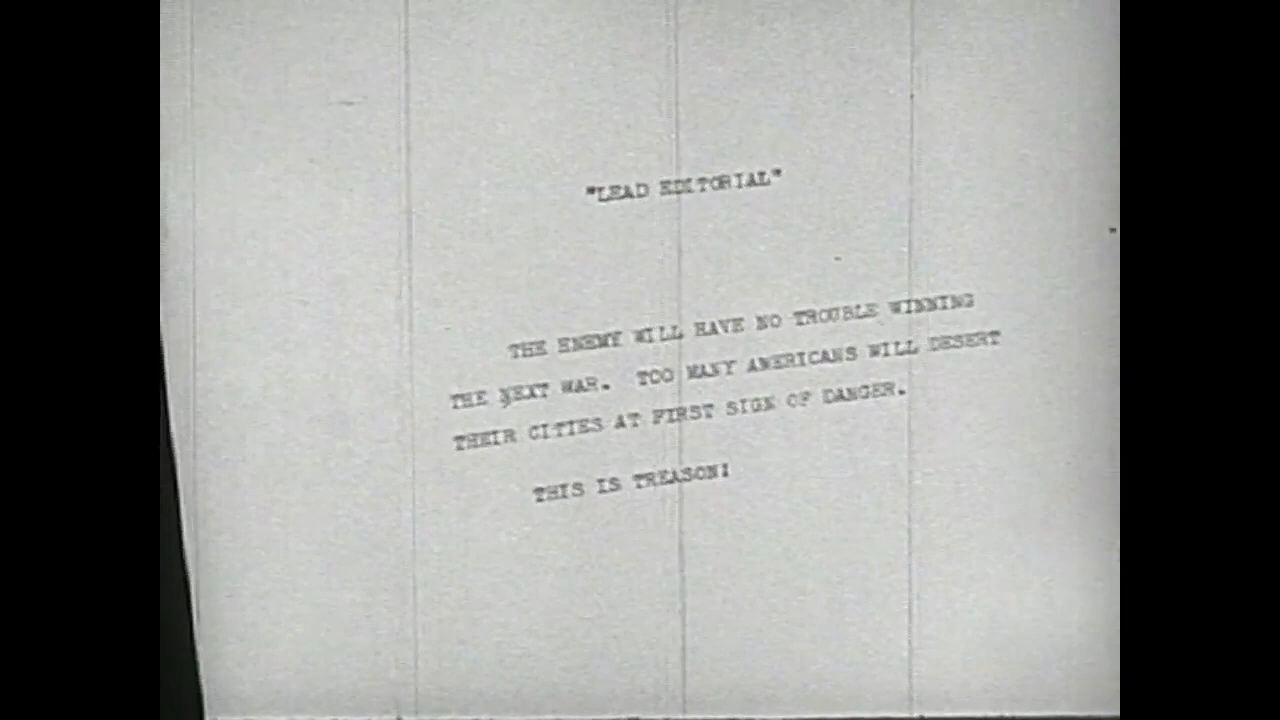 "LEAD EDITORIAL"
THE ENEMY WILL HAVE NO TROUBLE WINNING
THE NEXT WAR. TOO MANY AMERICANS WILL DESERT
THEIR CITIES AT FIRST SIGN OF DANGER.
THIS IS TREASON!